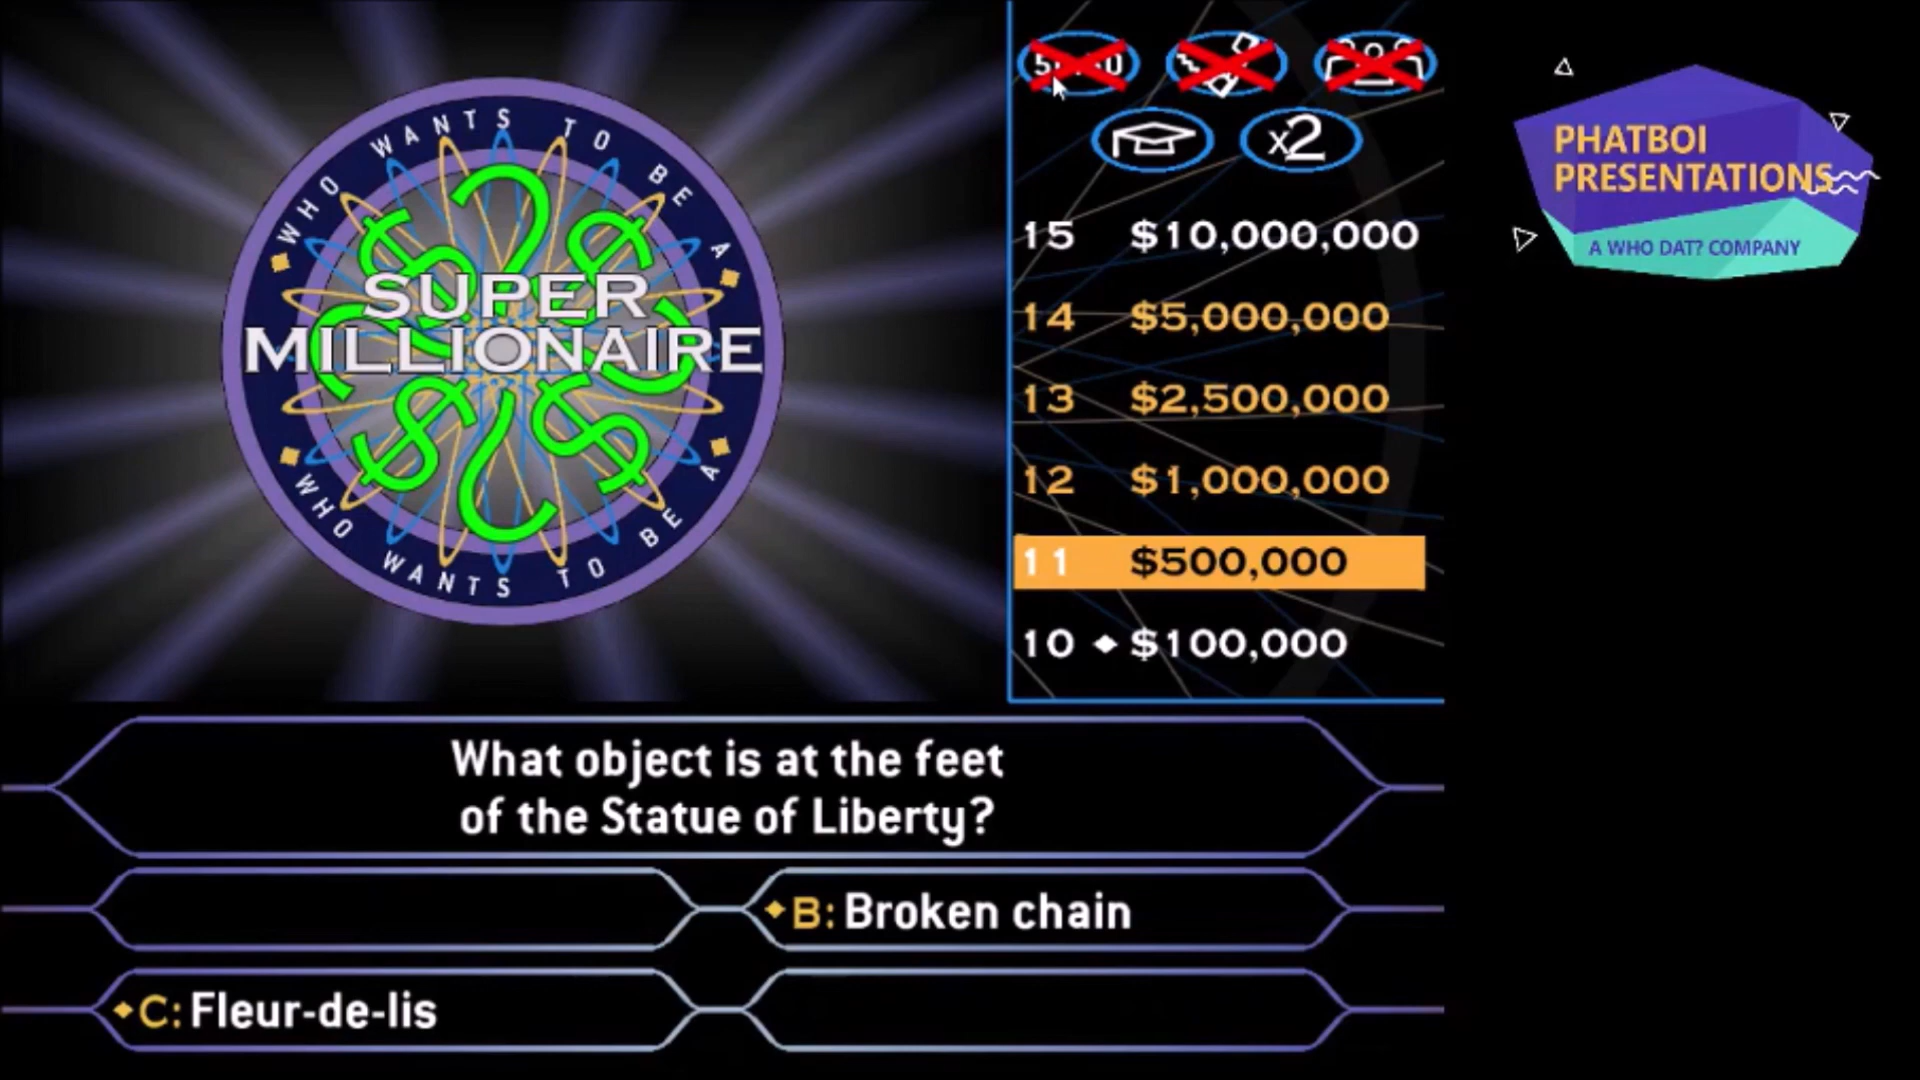 WHO WANTS TO BE A
SUPER
MILLIONAIRE
WHO WANTS TO BE A
x2
15 $10,000,000
14 $5,000,000
13 $2,500,000
12 $1,000,000
11 $500,000
10 ◆ $100,000
PHATBOI
PRESENTATIONS
A WHO DAT? COMPANY
What object is at the feet
of the Statue of Liberty?
B: Broken chain
C: Fleur-de-lis